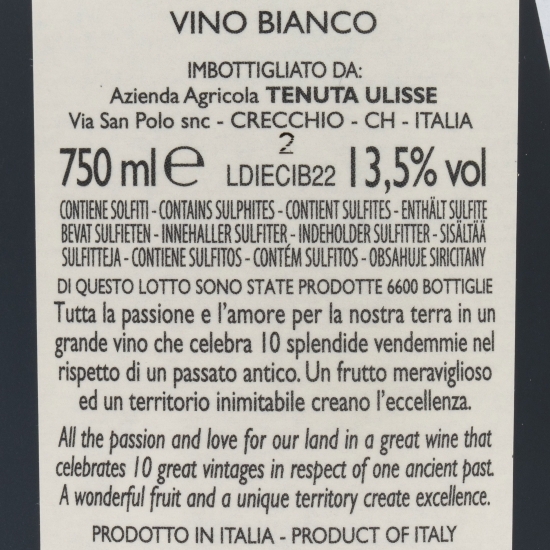 VINO BIANCO
IMBOTTIGLIATO DA:
Azienda Agricola TENUTA ULISSE
Via San Polo snc - CRECCHIO - CH - ITALIA
2
750 ml e LDIECIB22 13,5% vol
CONTIENE SOLFITI - CONTAINS SULPHITES - CONTIENT SULFITES - ENTHÄLT SULFITE
BEVAT SULFIETEN - INNEHALLER SULFITER - INDEHOLDER SULFITTER - SISÄLTÄÄ
SULFIITTEJA - CONTIENE SULFITOS - CONTÉM SULFITOS - OBSAHUJE SIRICITANY
DI QUESTO LOTTO SONO STATE PRODOTTE 6600 BOTTIGLIE
Tutta la passione e l'amore per la nostra terra in un
grande vino che celebra 10 splendide vendemmie nel
rispetto di un passato antico. Un frutto meraviglioso
ed un territorio inimitabile creano l'eccellenza.
All the passion and love for our land in a great wine that
celebrates 10 great vintages in respect of one ancient past.
A wonderful fruit and a unique territory create excellence.
PRODOTTO IN ITALIA - PRODUCT OF ITALY